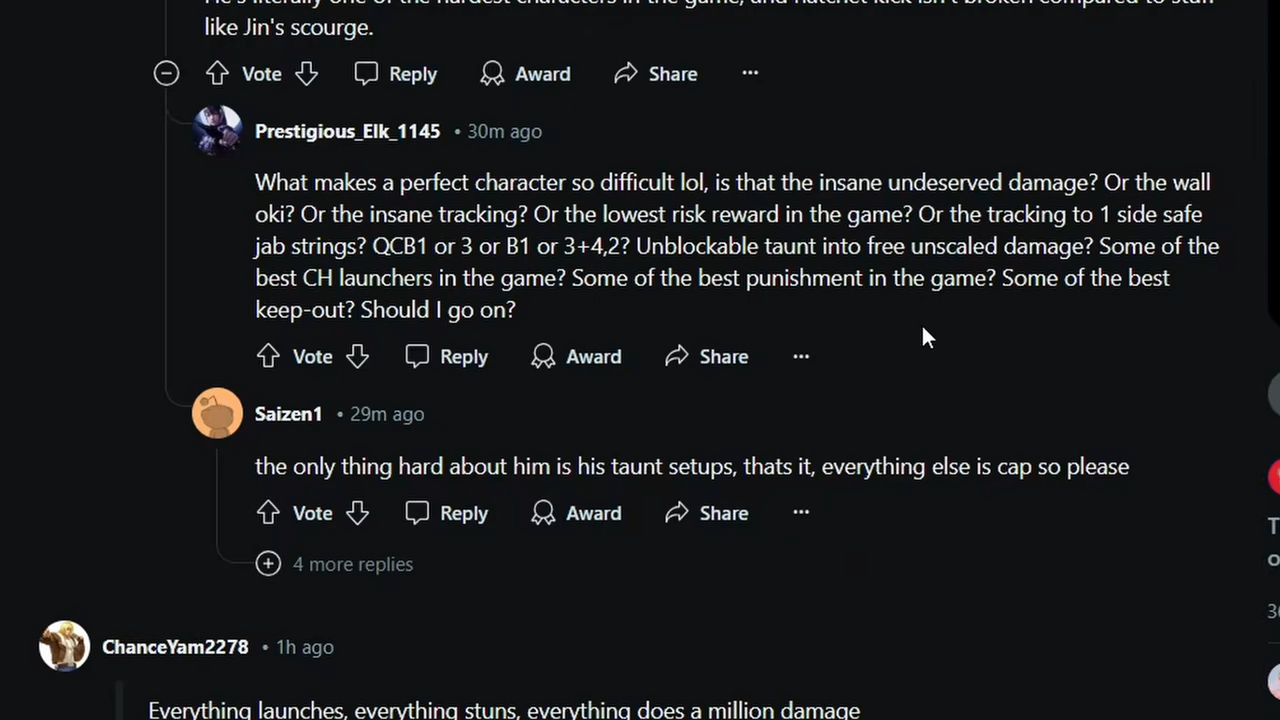 like Jin's scourge.
Vote Reply Award Share ...
Prestigious_Elk_1145 • 30m ago
What makes a perfect character so difficult lol, is that the insane undeserved damage? Or the wall
oki? Or the insane tracking? Or the lowest risk reward in the game? Or the tracking to 1 side safe
jab strings? QCB1 or 3 or B1 or 3+4,2? Unblockable taunt into free unscaled damage? Some of the
best CH launchers in the game? Some of the best punishment in the game? Some of the best
keep-out? Should I go on?
Vote Reply Award Share ...
Saizen1 • 29m ago
the only thing hard about him is his taunt setups, thats it, everything else is cap so please
Vote Reply Award Share ...
4 more replies
ChanceYam2278 • 1h ago
Everything launches, everything stuns, everything does a million damage